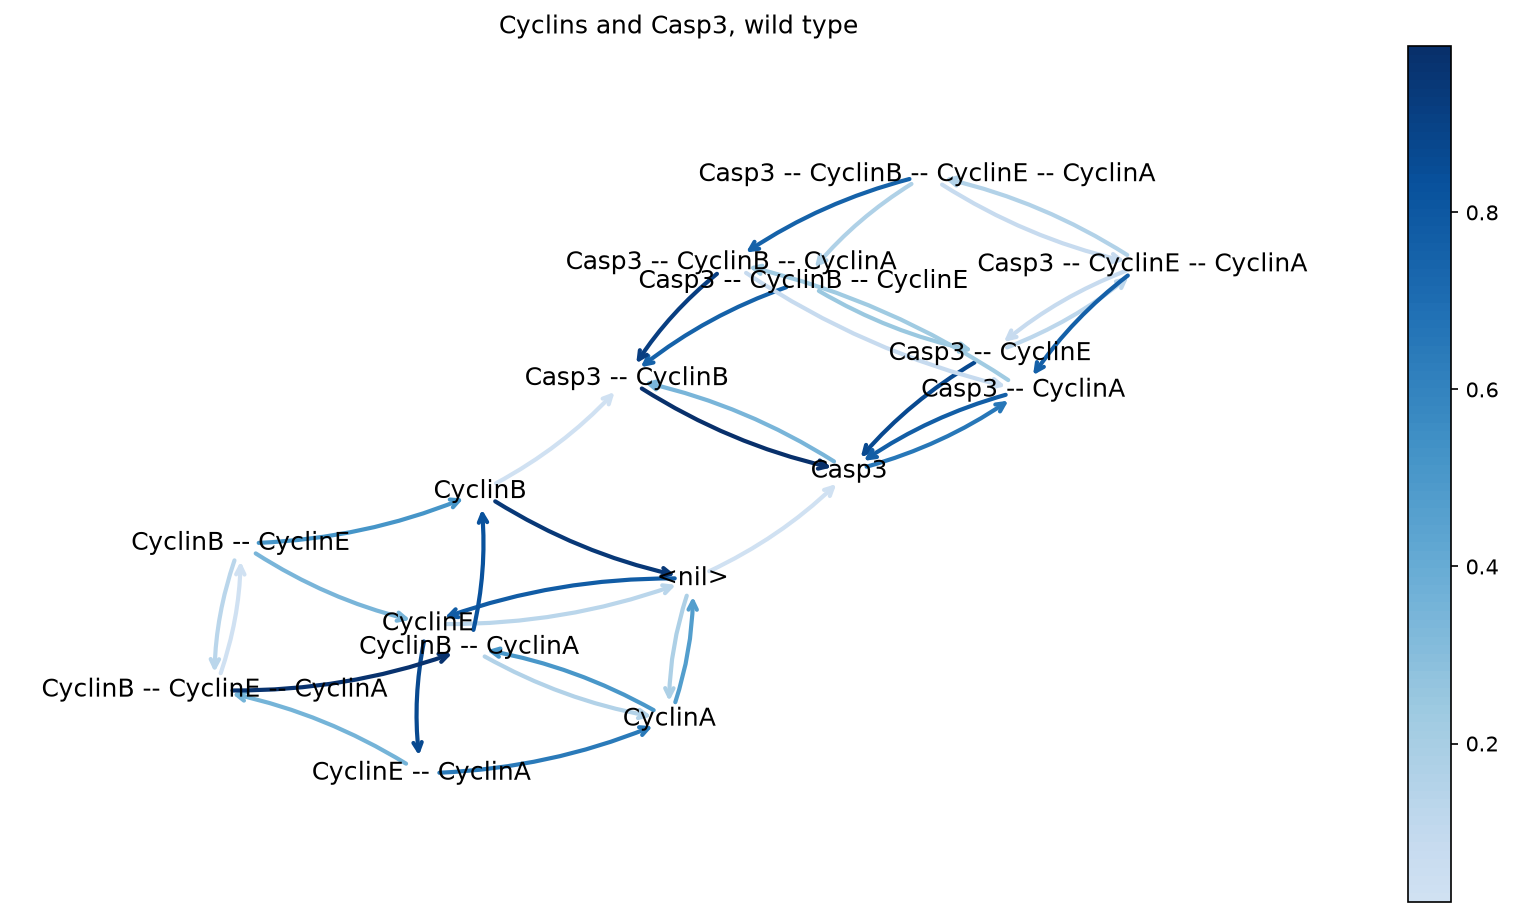 Cyclins and Casp3, wild type
Casp3 -- CyclinB -- CyclinE -- CyclinA
Casp3 -- CyclinB -- CyclinA
Casp3 -- CyclinE -- CyclinA
Casp3 -- CyclinB -- CyclinE
Casp3 -- CyclinE
Casp3 -- CyclinB
Casp3 -- CyclinA
Casp3
CyclinB
CyclinB -- CyclinE
<nil>
CyclinE
CyclinB -- CyclinA
CyclinB -- CyclinE -- CyclinA
CyclinA
CyclinE -- CyclinA
0.8
0.6
0.4
0.2